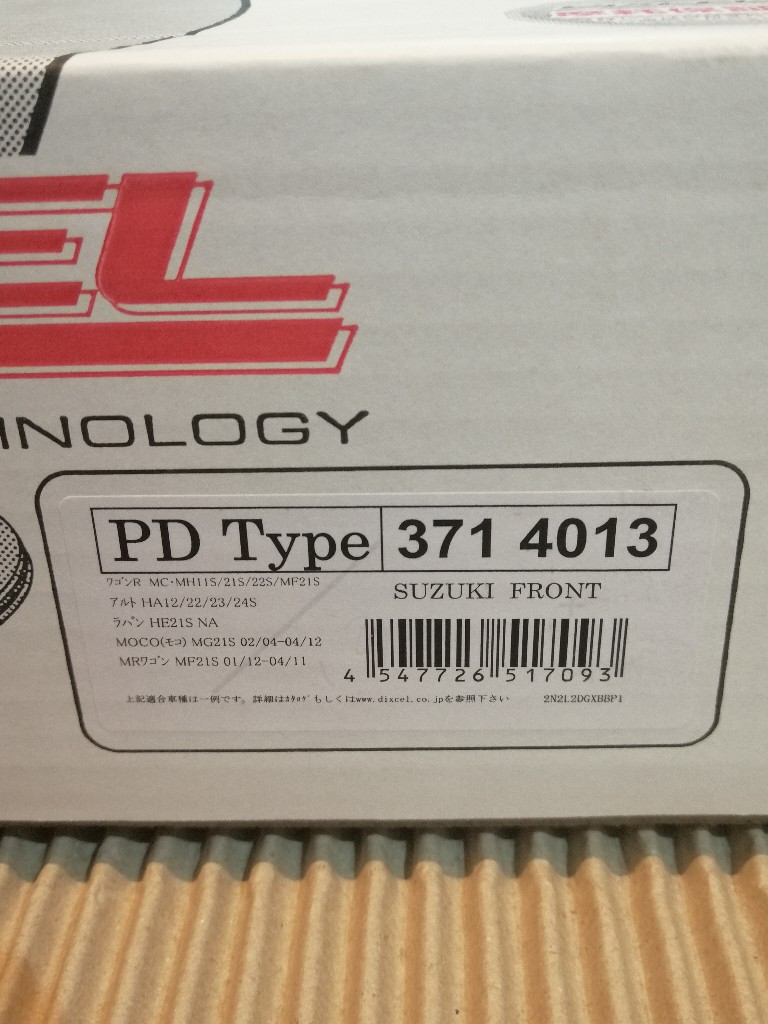 EL
HNOLOGY
PD Type 371 4013
ﾜｺﾞﾝR MC･MH11S/21S/22S/MF21S
ｱﾙﾄ HA12/22/23/24S
ﾗﾊﾟﾝ HE21S NA
MOCO(ﾓｺ) MG21S 02/04-04/12
MRﾜｺﾞﾝ MF21S 01/12-04/11
SUZUKI FRONT
4 547726 517093
上記適合車種は一例です。詳細はｶﾀﾛｸﾞもしくはwww.dixcel.co.jpを参照下さい